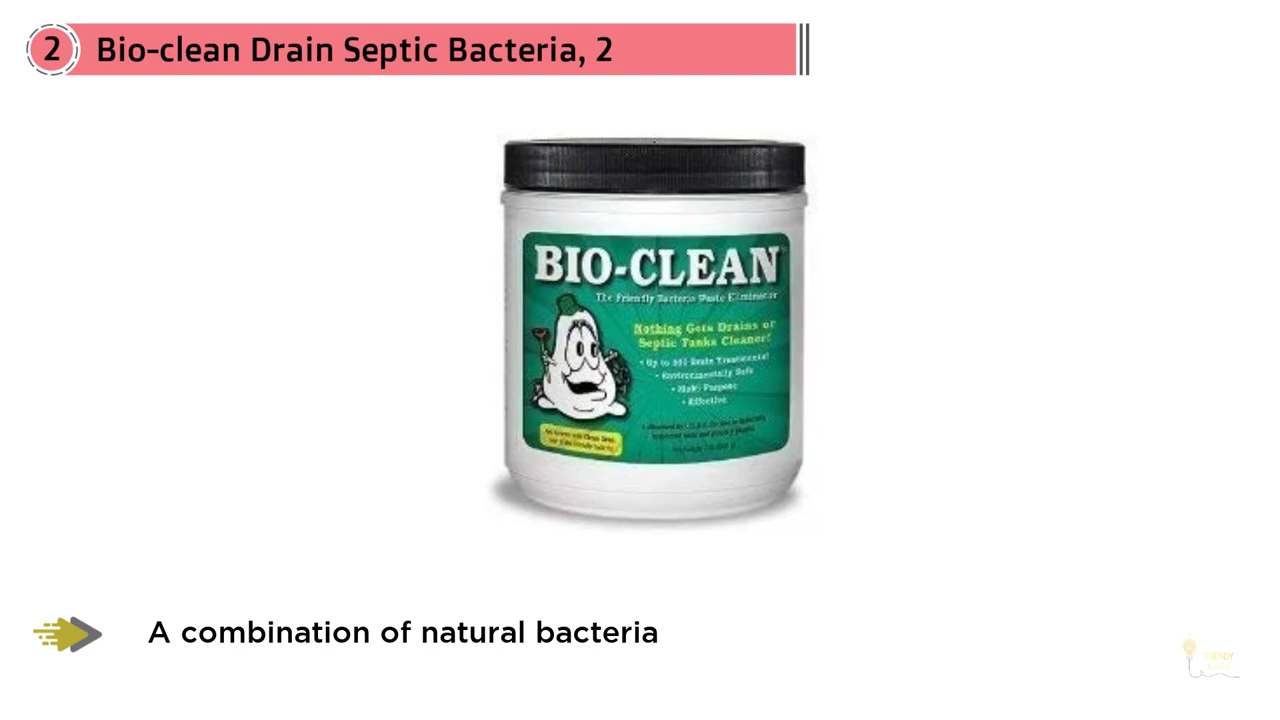 2 Bio-clean Drain Septic Bacteria, 2
BIO-CLEAN
The Friendly Bacteria Waste Eliminator
Nothing Gets Drains or
Septic Tanks Cleaner!
• Up to Drain Treatments!
• Environmentally Safe
• Multi Purpose
• Effective
A combination of natural bacteria
TRENDY